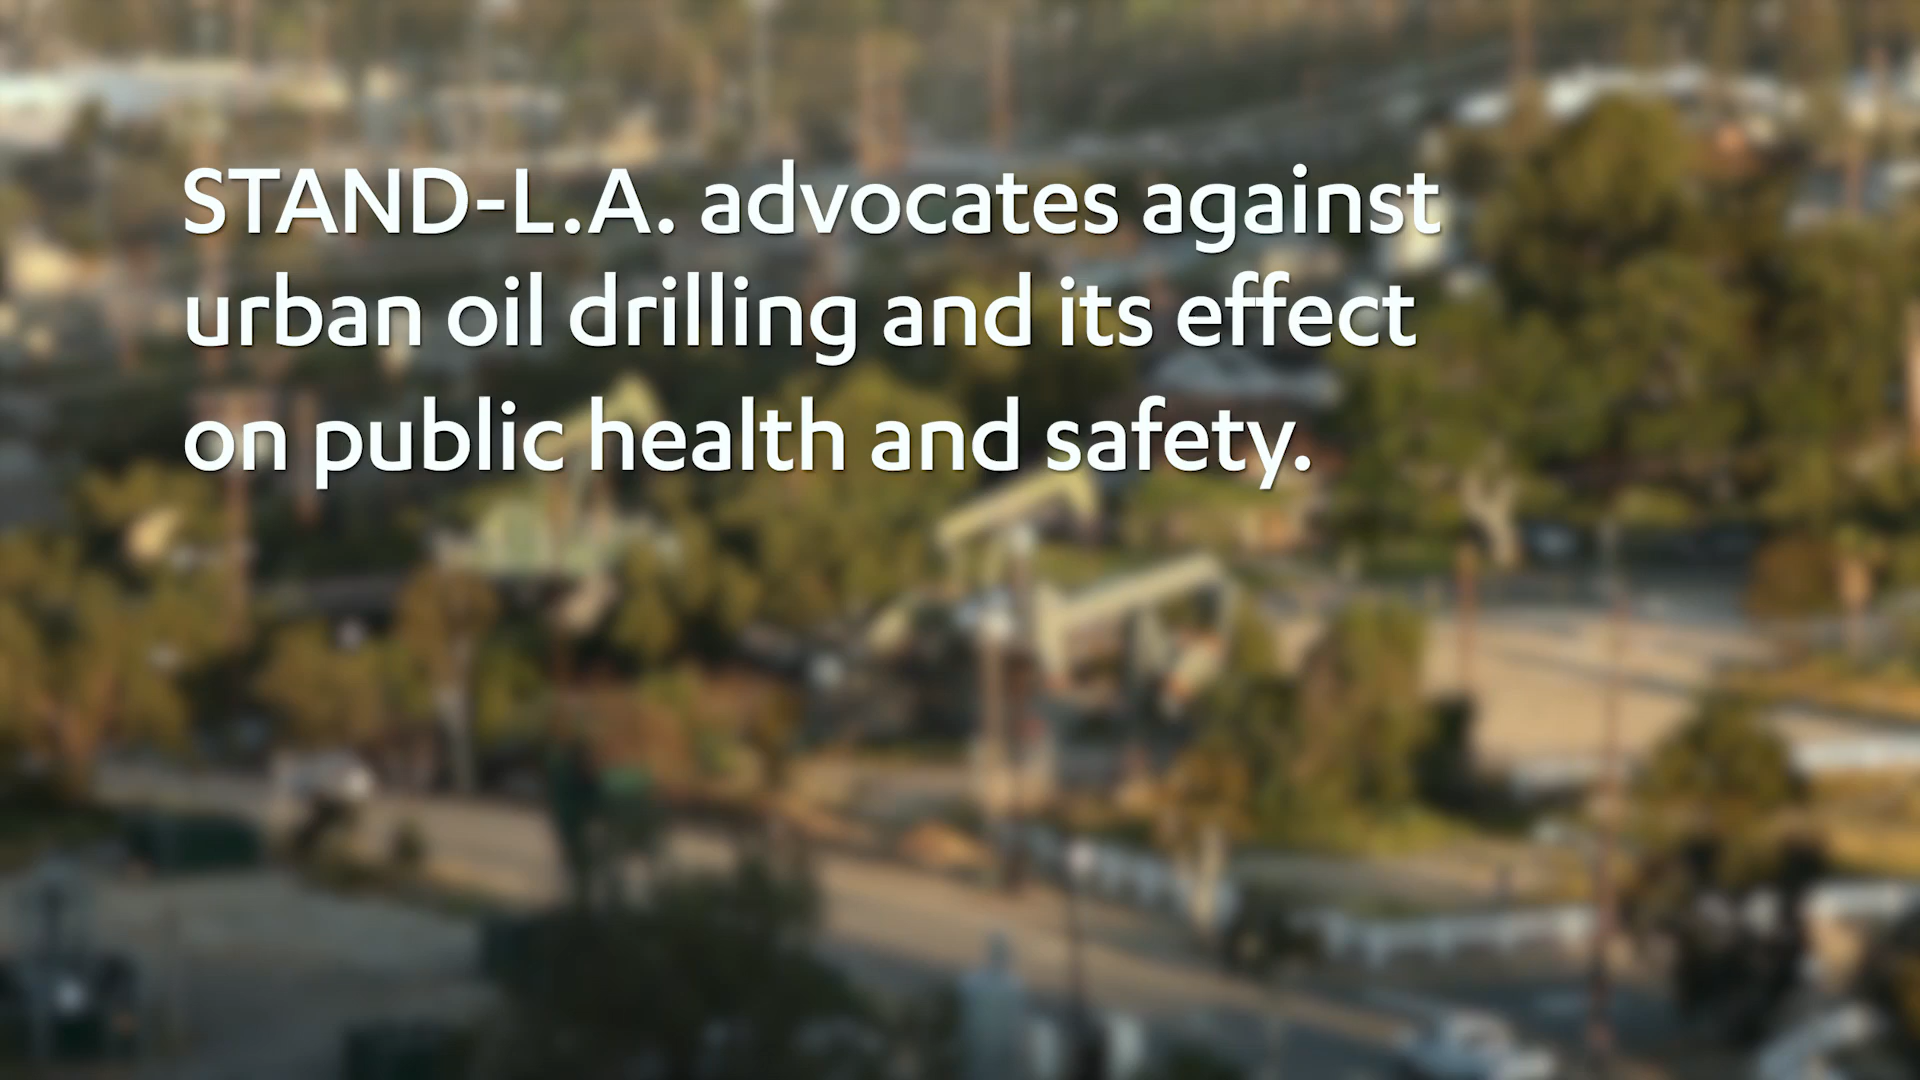 STAND-L.A. advocates against
urban oil drilling and its effect
on public health and safety.